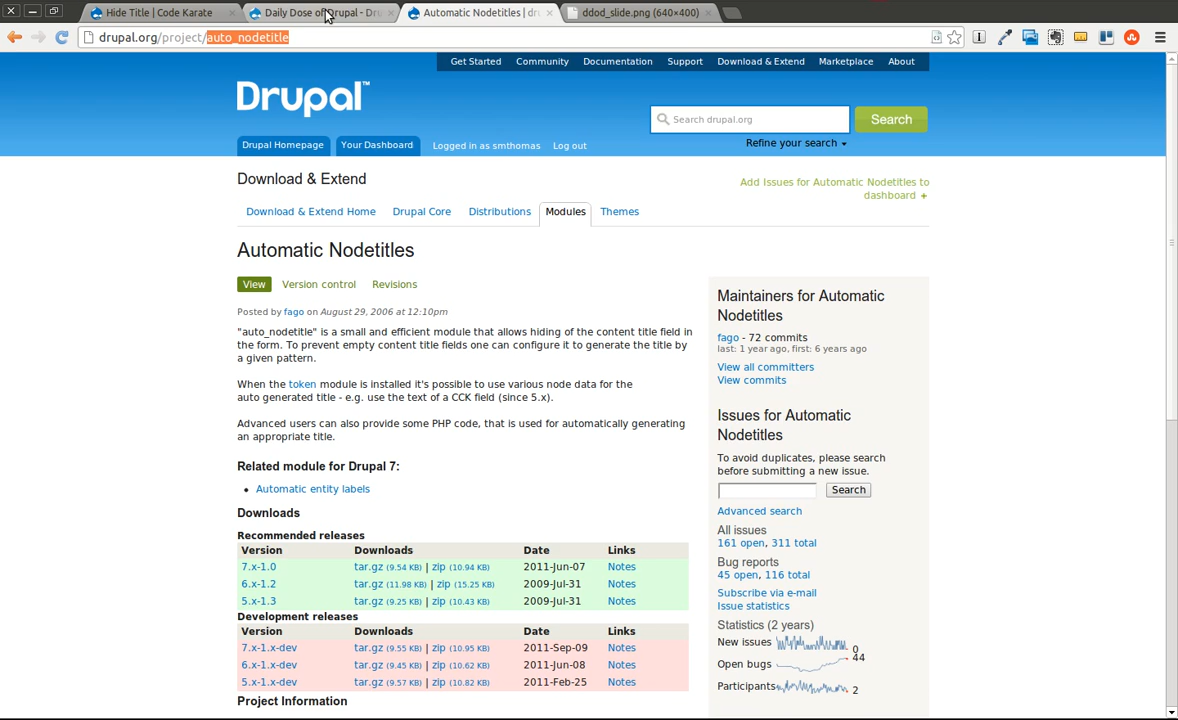 Hide Title | Code Karate
Daily Dose of Drupal - Dru
Automatic Nodetitles | dru
ddod_slide.png (640×400)
drupal.org/project/auto_nodetitle
Get Started Community Documentation Support Download & Extend Marketplace About
Drupal™
Search drupal.org
Search
Refine your search
Drupal Homepage Your Dashboard Logged in as smthomas Log out
Download & Extend
Add Issues for Automatic Nodetitles to
dashboard +
Download & Extend Home Drupal Core Distributions Modules Themes
Automatic Nodetitles
View Version control Revisions
Posted by fago on August 29, 2006 at 12:10pm
"auto_nodetitle" is a small and efficient module that allows hiding of the content title field in
the form. To prevent empty content title fields one can configure it to generate the title by
a given pattern.
When the token module is installed it's possible to use various node data for the
auto generated title - e.g. use the text of a CCK field (since 5.x).
Advanced users can also provide some PHP code, that is used for automatically generating
an appropriate title.
Related module for Drupal 7:
Automatic entity labels
Downloads
Recommended releases
Version Downloads Date Links
7.x-1.0 tar.gz (9.54 KB) | zip (10.94 KB) 2011-Jun-07 Notes
6.x-1.2 tar.gz (11.98 KB) | zip (15.25 KB) 2009-Jul-31 Notes
5.x-1.3 tar.gz (9.25 KB) | zip (10.43 KB) 2009-Jul-31 Notes
Development releases
Version Downloads Date Links
7.x-1.x-dev tar.gz (9.55 KB) | zip (10.95 KB) 2011-Sep-09 Notes
6.x-1.x-dev tar.gz (9.45 KB) | zip (10.62 KB) 2011-Jun-08 Notes
5.x-1.x-dev tar.gz (9.57 KB) | zip (10.82 KB) 2011-Feb-25 Notes
Project Information
Maintainers for Automatic
Nodetitles
fago - 72 commits
last: 1 year ago, first: 6 years ago
View all committers
View commits
Issues for Automatic
Nodetitles
To avoid duplicates, please search
before submitting a new issue.
Search
Advanced search
All issues
161 open, 311 total
Bug reports
45 open, 116 total
Subscribe via e-mail
Issue statistics
Statistics (2 years)
New issues 0
Open bugs 44
Participants 2